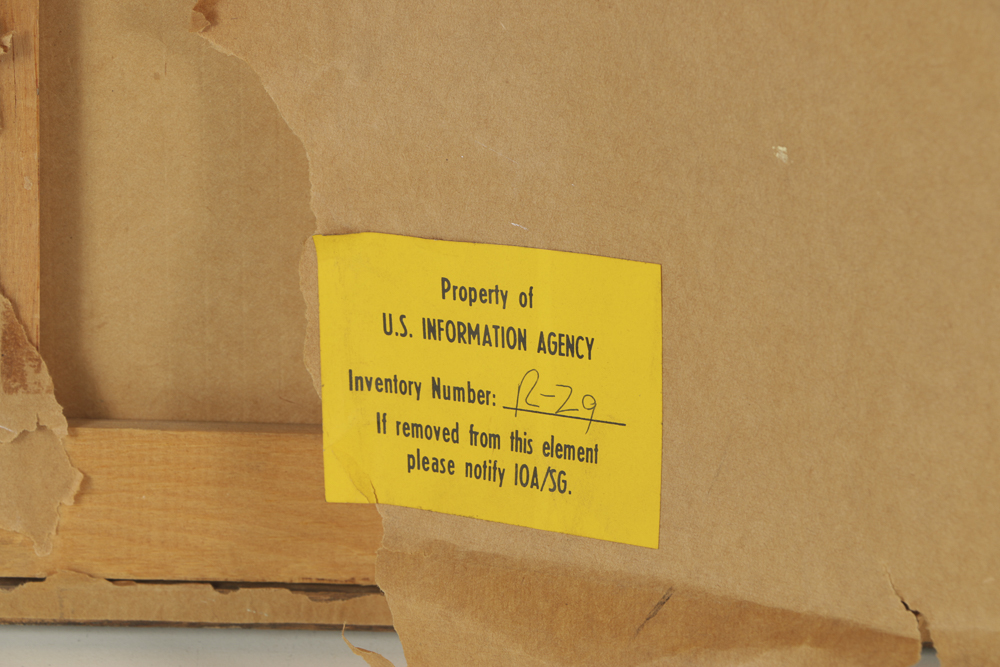 Property of
U.S. INFORMATION AGENCY
Inventory Number: R-29
If removed from this element
please notify IOA/SG.